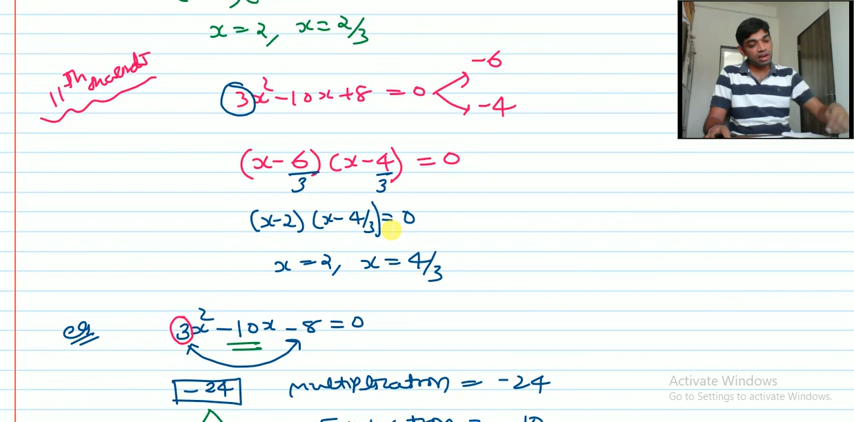 x = 2, x = 2/3
11th
3x² - 10x + 8 = 0 -6
-4
(x - 6/3) (x - 4/3) = 0
(x-2) (x - 4/3) = 0
x = 2, x = 4/3
eg 3x² - 10x - 8 = 0
-24 multiplication = -24
Activate Windows
Go to Settings to activate Windows.